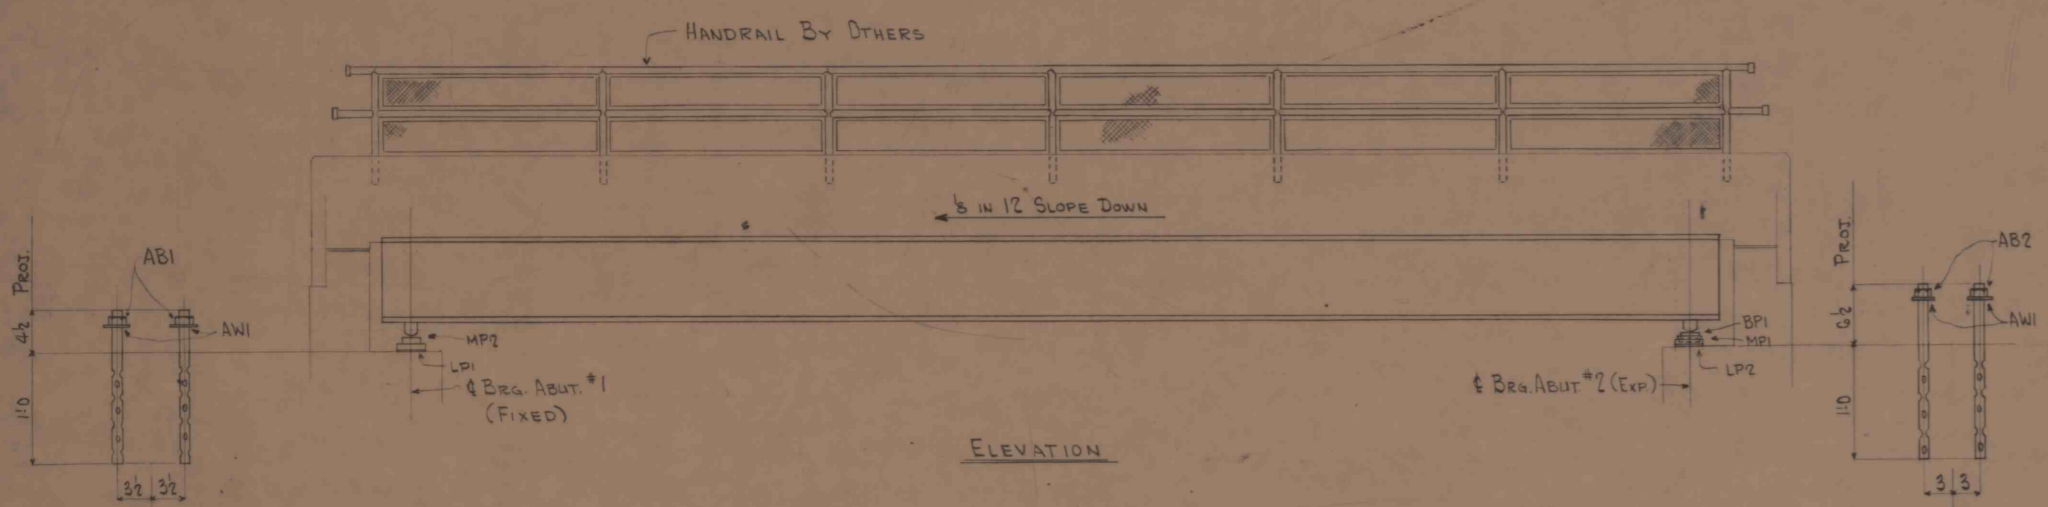 HANDRAIL BY OTHERS
⅛ IN 12" SLOPE DOWN
PROJ.
4½
1'0
AB1
AW1
3½ 3½
MP2
LP1
℄ BRG. ABUT. #1
(FIXED)
ELEVATION
BP1
MP1
LP2
℄ BRG. ABUT #2 (EXP.)
PROJ.
6½
1'0
AB2
AW1
3 3